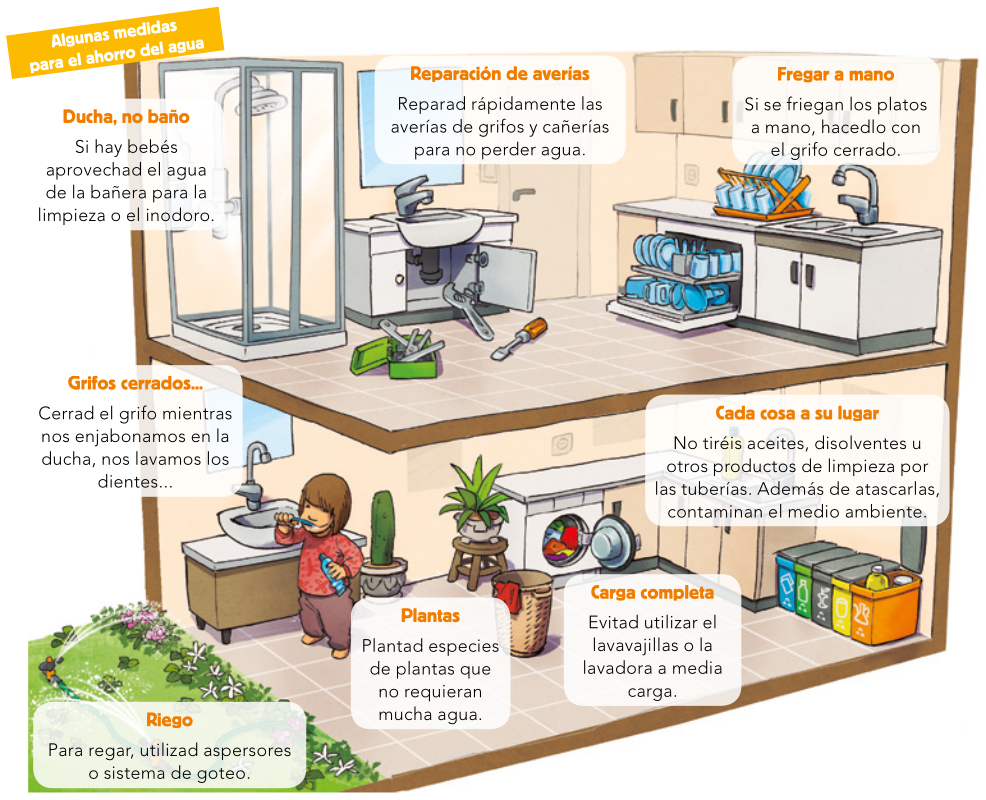 Algunas medidas
para el ahorro del agua
Ducha, no baño
Si hay bebés
aprovechad el agua
de la bañera para la
limpieza o el inodoro.
Reparación de averías
Reparad rápidamente las
averías de grifos y cañerías
para no perder agua.
Fregar a mano
Si se friegan los platos
a mano, hacedlo con
el grifo cerrado.
Grifos cerrados...
Cerrad el grifo mientras
nos enjabonamos en la
ducha, nos lavamos los
dientes...
Cada cosa a su lugar
No tiréis aceites, disolventes u
otros productos de limpieza por
las tuberías. Además de atascarlas,
contaminan el medio ambiente.
Plantas
Plantad especies
de plantas que
no requieran
mucha agua.
Carga completa
Evitad utilizar el
lavavajillas o la
lavadora a media
carga.
Riego
Para regar, utilizad aspersores
o sistema de goteo.